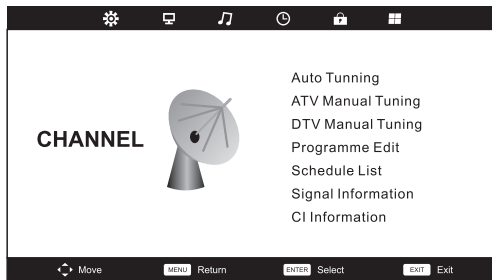 CHANNEL
Auto Tunning
ATV Manual Tuning
DTV Manual Tuning
Programme Edit
Schedule List
Signal Information
CI Information
Move MENU Return ENTER Select EXIT Exit